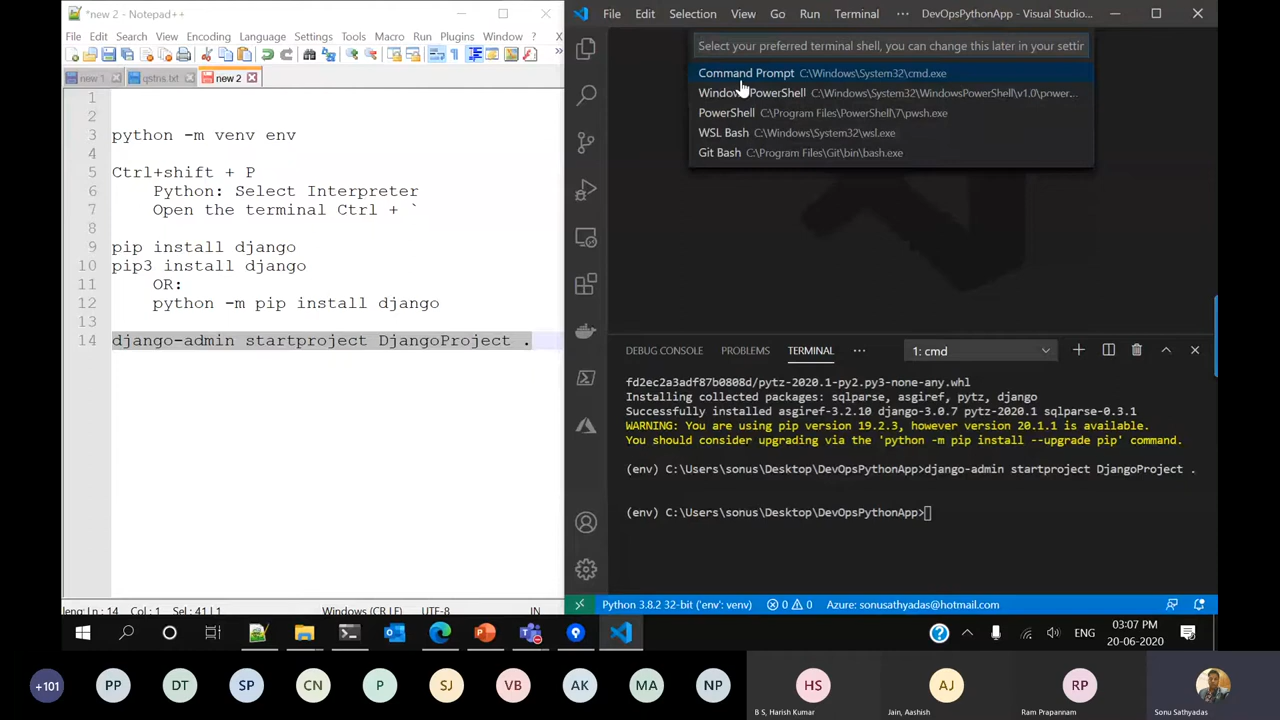 *new 2 - Notepad++
File Edit Search View Encoding Language Settings Tools Macro Run Plugins Window ?
new 1 qstns.txt new 2
1
2
3 python -m venv env
4
5 Ctrl+shift + P
6 Python: Select Interpreter
7 Open the terminal Ctrl + `
8
9 pip install django
10 pip3 install django
11 OR:
12 python -m pip install django
13
14 django-admin startproject DjangoProject .
leng: Ln : 14 Col : 1 Sel : 41 | 1 Windows (CR LF) UTF-8 IN
File Edit Selection View Go Run Terminal ··· DevOpsPythonApp - Visual Studio...
Select your preferred terminal shell, you can change this later in your settir
Command Prompt C:\Windows\System32\cmd.exe
Windows PowerShell C:\Windows\System32\WindowsPowerShell\v1.0\power...
PowerShell C:\Program Files\PowerShell\7\pwsh.exe
WSL Bash C:\Windows\System32\wsl.exe
Git Bash C:\Program Files\Git\bin\bash.exe
DEBUG CONSOLE PROBLEMS TERMINAL ··· 1: cmd
fd2ec2a3adf87b0808d/pytz-2020.1-py2.py3-none-any.whl
Installing collected packages: sqlparse, asgiref, pytz, django
Successfully installed asgiref-3.2.10 django-3.0.7 pytz-2020.1 sqlparse-0.3.1
WARNING: You are using pip version 19.2.3, however version 20.1.1 is available.
You should consider upgrading via the 'python -m pip install --upgrade pip' command.
(env) C:\Users\sonus\Desktop\DevOpsPythonApp>django-admin startproject DjangoProject .
(env) C:\Users\sonus\Desktop\DevOpsPythonApp>
Python 3.8.2 32-bit ('env': venv) 0 0 Azure: sonusathyadas@hotmail.com
ENG 03:07 PM
20-06-2020
+101 PP DT SP CN P SJ VB AK MA NP HS AJ RP
B S, Harish Kumar Jain, Aashish Ram Prapannam Sonu Sathyadas